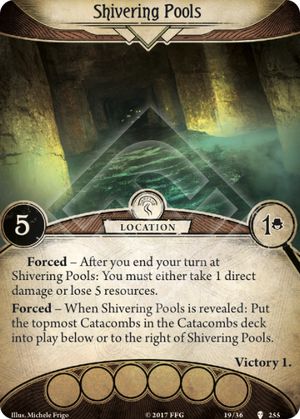 Shivering Pools
5
LOCATION
1
Forced – After you end your turn at
Shivering Pools: You must either take 1 direct
damage or lose 5 resources.
Forced – When Shivering Pools is revealed: Put
the topmost Catacombs in the Catacombs deck
into play below or to the right of Shivering Pools.
Victory 1.
Illus. Michele Frigo
© 2017 FFG
19/36
255